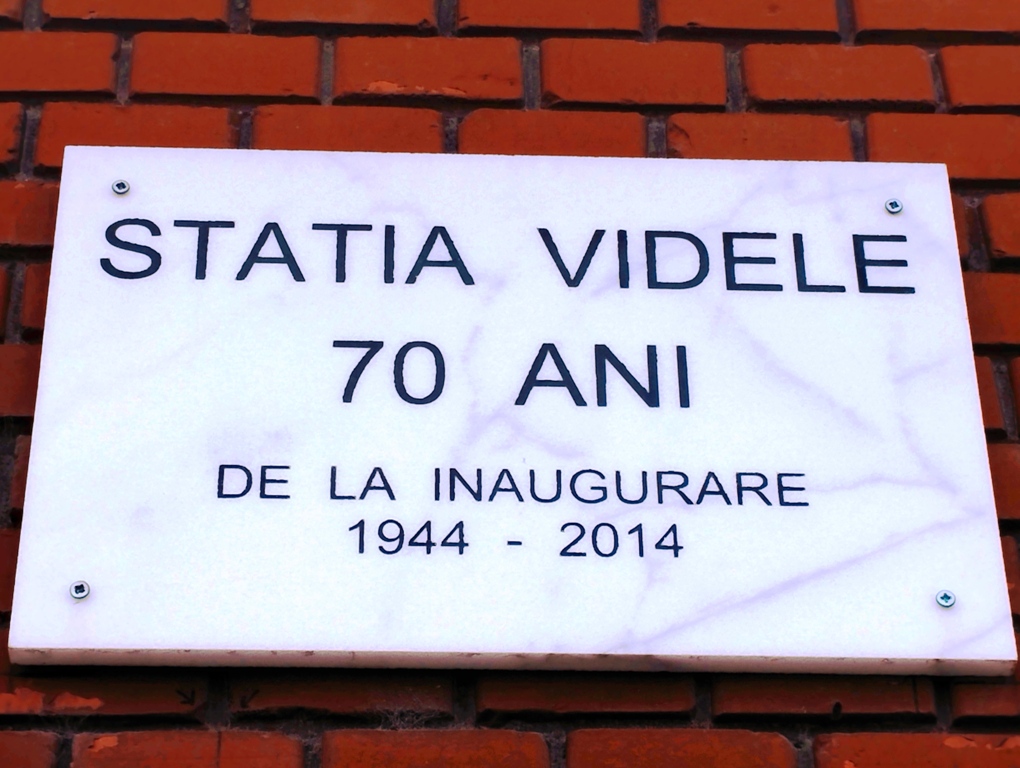 STATIA VIDELE
70 ANI
DE LA INAUGURARE
1944 - 2014